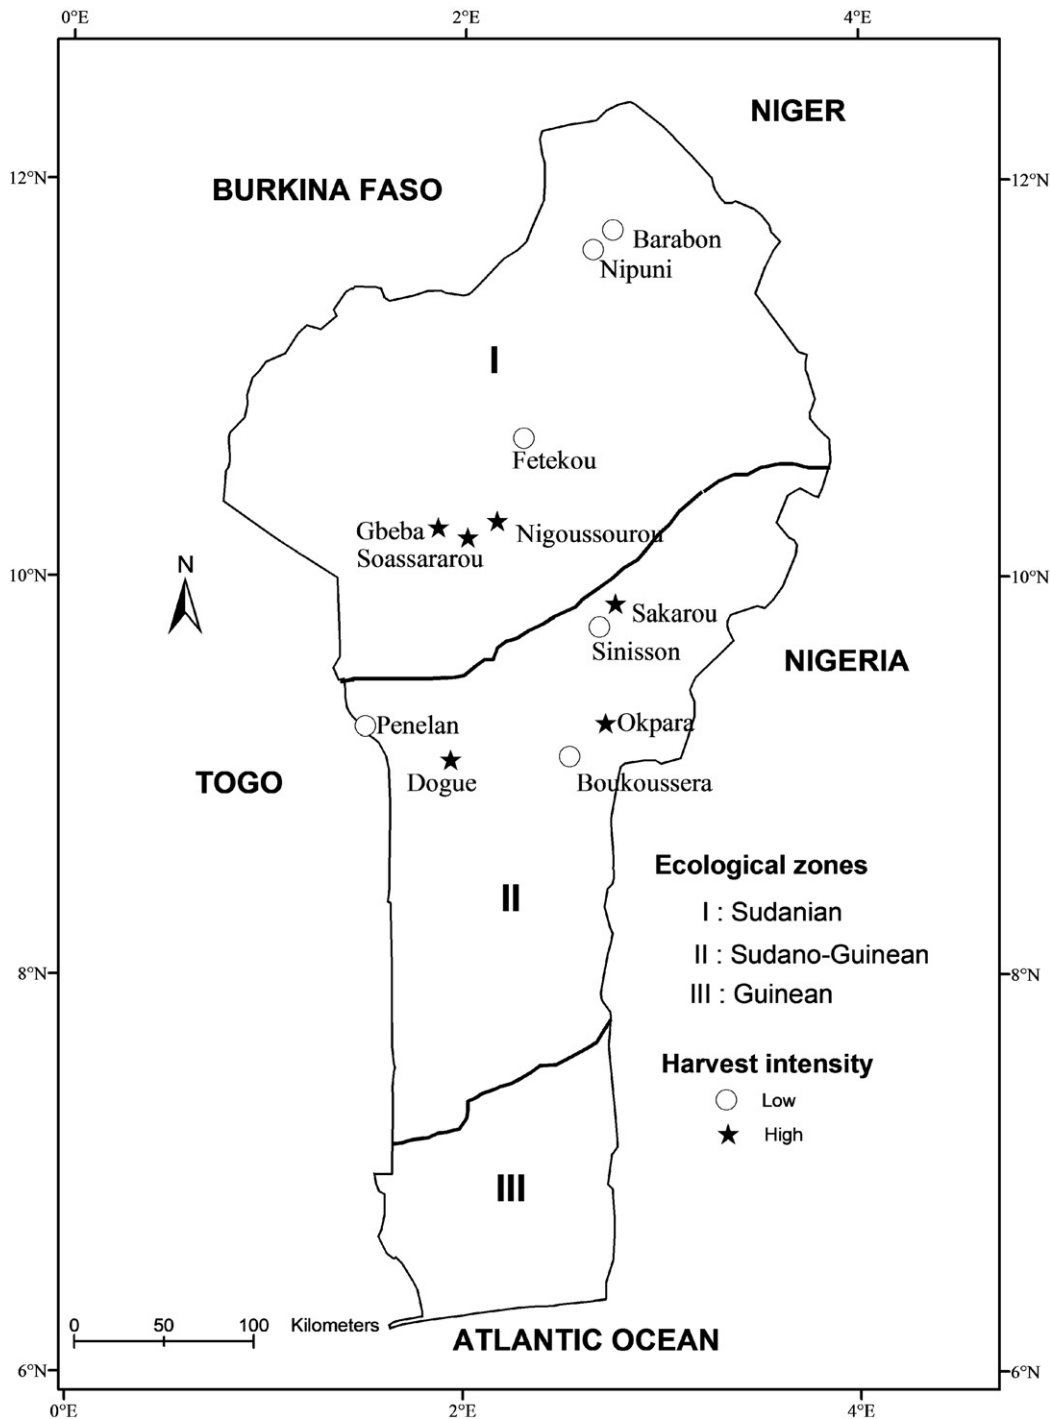 0°E 2°E 4°E
NIGER
12°N 12°N
BURKINA FASO
Barabon
Nipuni
I
Fetekou
Gbeba Nigoussourou
Soassararou
N
10°N 10°N
Sakarou
Sinisson
NIGERIA
Penelan Okpara
TOGO Dogue Boukoussera
Ecological zones
II
I : Sudanian
II : Sudano-Guinean
8°N 8°N
III : Guinean
Harvest intensity
Low
High
III
0 50 100 Kilometers
ATLANTIC OCEAN
6°N 6°N
0°E 2°E 4°E